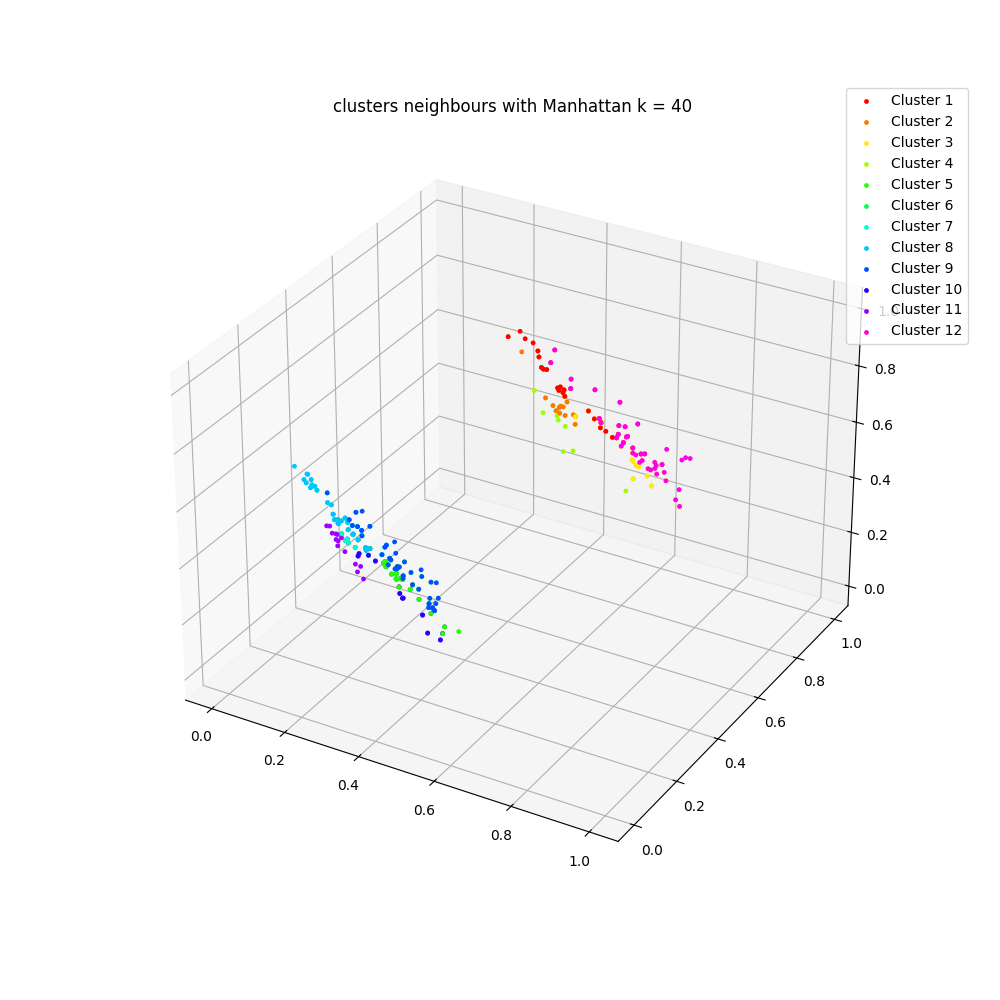 clusters neighbours with Manhattan k = 40
Cluster 1
Cluster 2
Cluster 3
Cluster 4
Cluster 5
Cluster 6
Cluster 7
Cluster 8
Cluster 9
Cluster 10
Cluster 11
Cluster 12
1.0
0.8
0.6
0.4
0.2
0.0
1.0
0.8
0.6
0.4
0.2
0.0
0.0
0.2
0.4
0.6
0.8
1.0